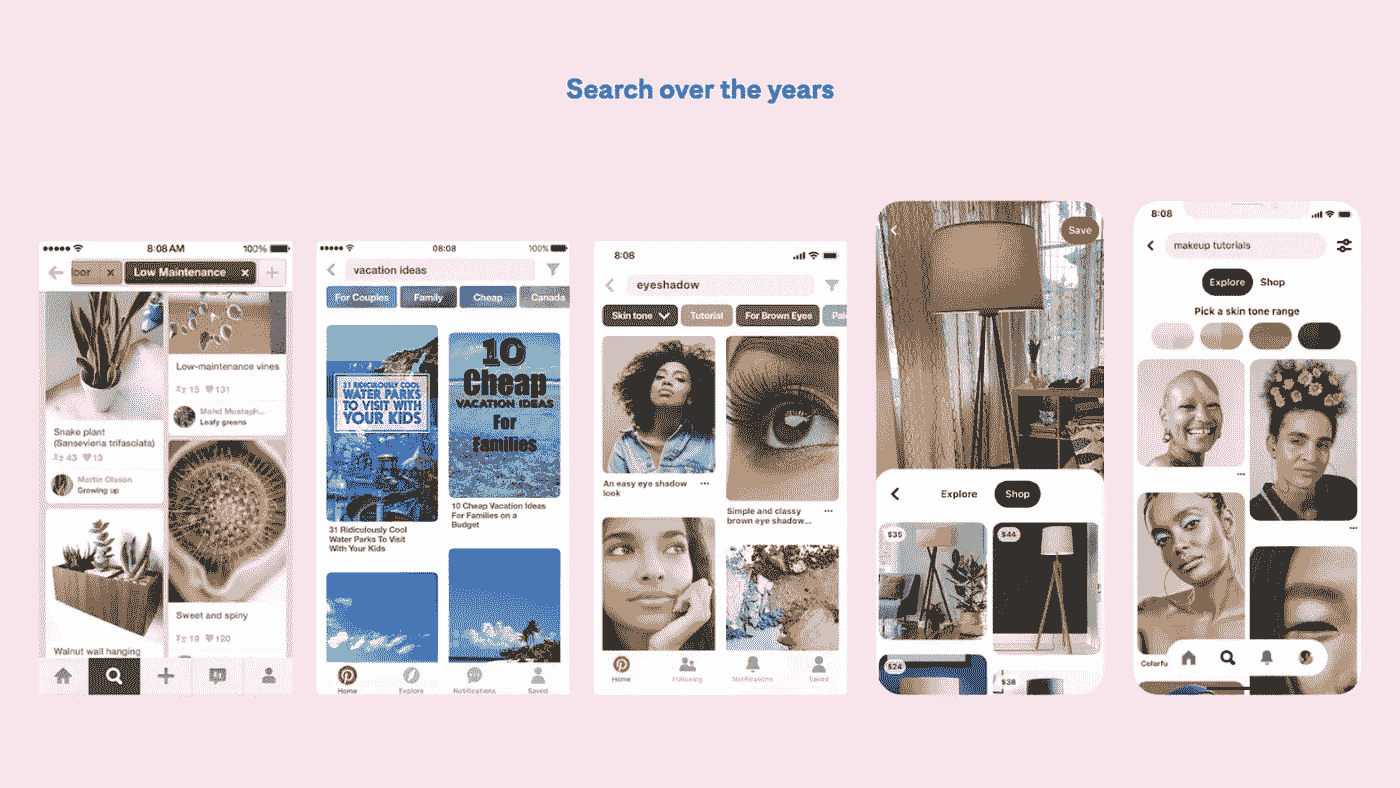 Search over the years
8:08 AM
100%
loor ×
Low Maintenance ×
Snake plant
(Sansevieria trifasciata)
43 13
Martin Olsson
Growing up
Walnut wall hanging
Low-maintenance vines
15 131
Mahd Mustaph...
Leafy greens
Sweet and spiny
19 120
08:08
100%
vacation ideas
For Couples
Family
Cheap
Canada
31 RIDICULOUSLY COOL
WATER PARKS
TO VISIT WITH
YOUR KIDS
31 Ridiculously Cool
Water Parks To Visit
With Your Kids
10
Cheap
VACATION IDEAS
For
Families
10 Cheap Vacation Ideas
For Families on a
Budget
Home
Explore
Notifications
Saved
8:08
eyeshadow
Skin tone
Tutorial
For Brown Eyes
Pale
An easy eye shadow
look
Simple and classy
brown eye shadow...
Home
Following
Notifications
Saved
Save
Explore
Shop
$35
$44
$24
$38
8:08
makeup tutorials
Explore
Shop
Pick a skin tone range
Colorfu